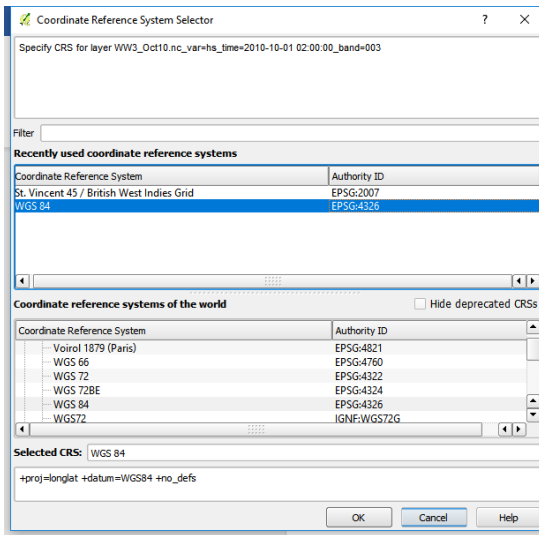 Coordinate Reference System Selector ? ×
Specify CRS for layer WW3_Oct10.nc_var=hs_time=2010-10-01 02:00:00_band=003
Filter
Recently used coordinate reference systems
Coordinate Reference System Authority ID
St. Vincent 45 / British West Indies Grid EPSG:2007
WGS 84 EPSG:4326
Coordinate reference systems of the world Hide deprecated CRSs
Coordinate Reference System Authority ID
Voirol 1879 (Paris) EPSG:4821
WGS 66 EPSG:4760
WGS 72 EPSG:4322
WGS 72BE EPSG:4324
WGS 84 EPSG:4326
WGS72 IGNF:WGS72G
Selected CRS: WGS 84
+proj=longlat +datum=WGS84 +no_defs
OK Cancel Help